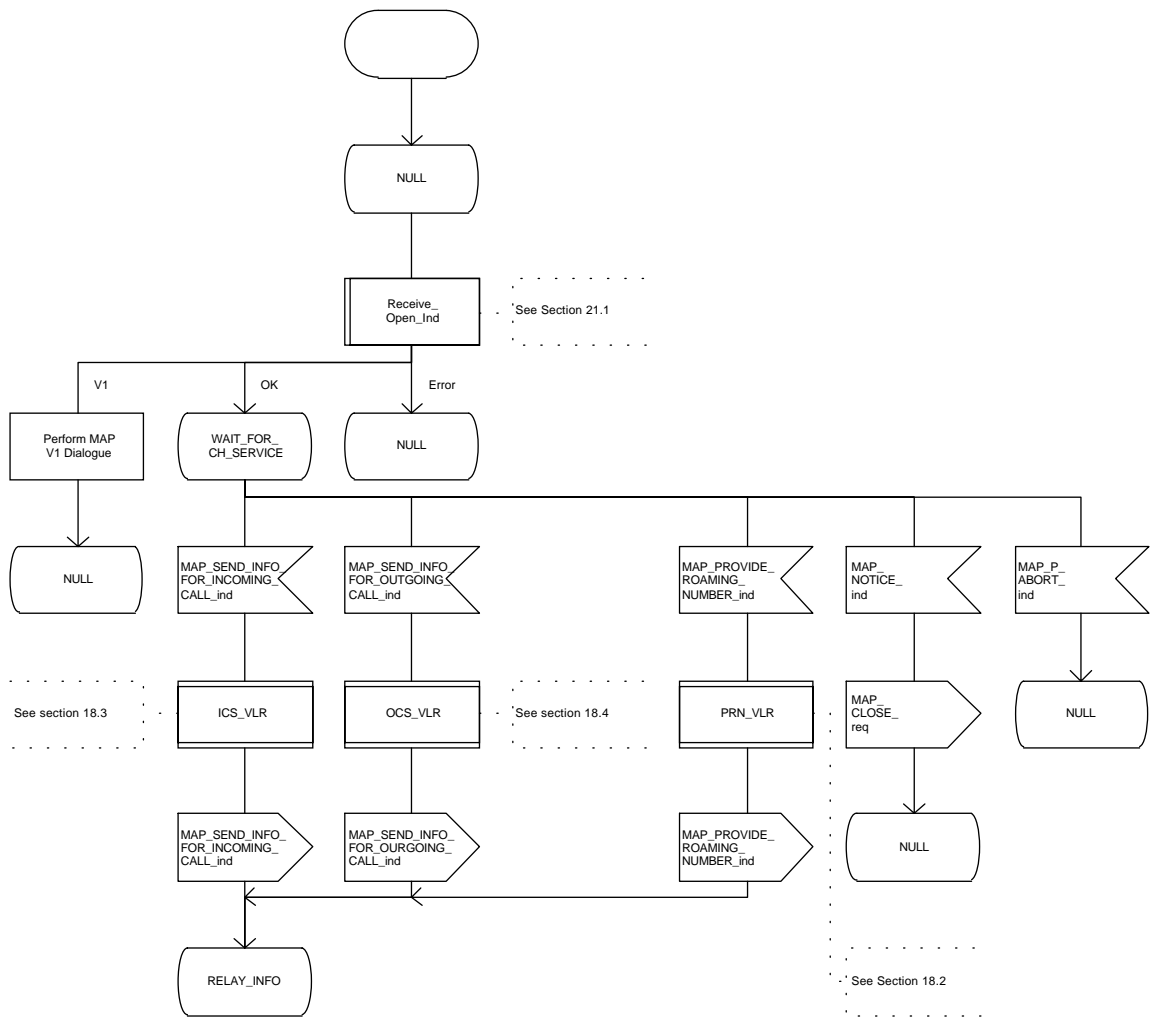 NULL
Receive_
Open_Ind
See Section 21.1
V1
OK
Error
Perform MAP
V1 Dialogue
WAIT_FOR_
CH_SERVICE
NULL
NULL
MAP_SEND_INFO_
FOR_INCOMING_
CALL_ind
MAP_SEND_INFO_
FOR_OUTGOING_
CALL_ind
MAP_PROVIDE_
ROAMING_
NUMBER_ind
MAP_
NOTICE_
ind
MAP_P_
ABORT_
ind
See section 18.3
ICS_VLR
OCS_VLR
See section 18.4
PRN_VLR
MAP_
CLOSE_
req
NULL
MAP_SEND_INFO_
FOR_INCOMING_
CALL_ind
MAP_SEND_INFO_
FOR_OURGOING_
CALL_ind
MAP_PROVIDE_
ROAMING_
NUMBER_ind
NULL
RELAY_INFO
See Section 18.2